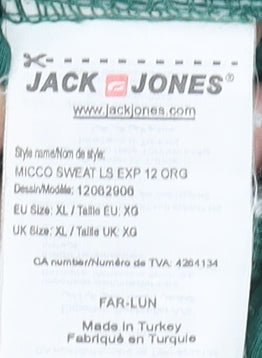 JACK JONES®
www.jackjones.com
Style name/Nom de style:
MICCO SWEAT LS EXP 12 ORG
Dessin/Modèle: 12062906
EU Size: XL / Taille EU: XG
UK Size: XL / Taille UK: XG
CA number/Numéro de TVA: 4264134
FAR-LUN
Made in Turkey
Fabriqué en Turquie